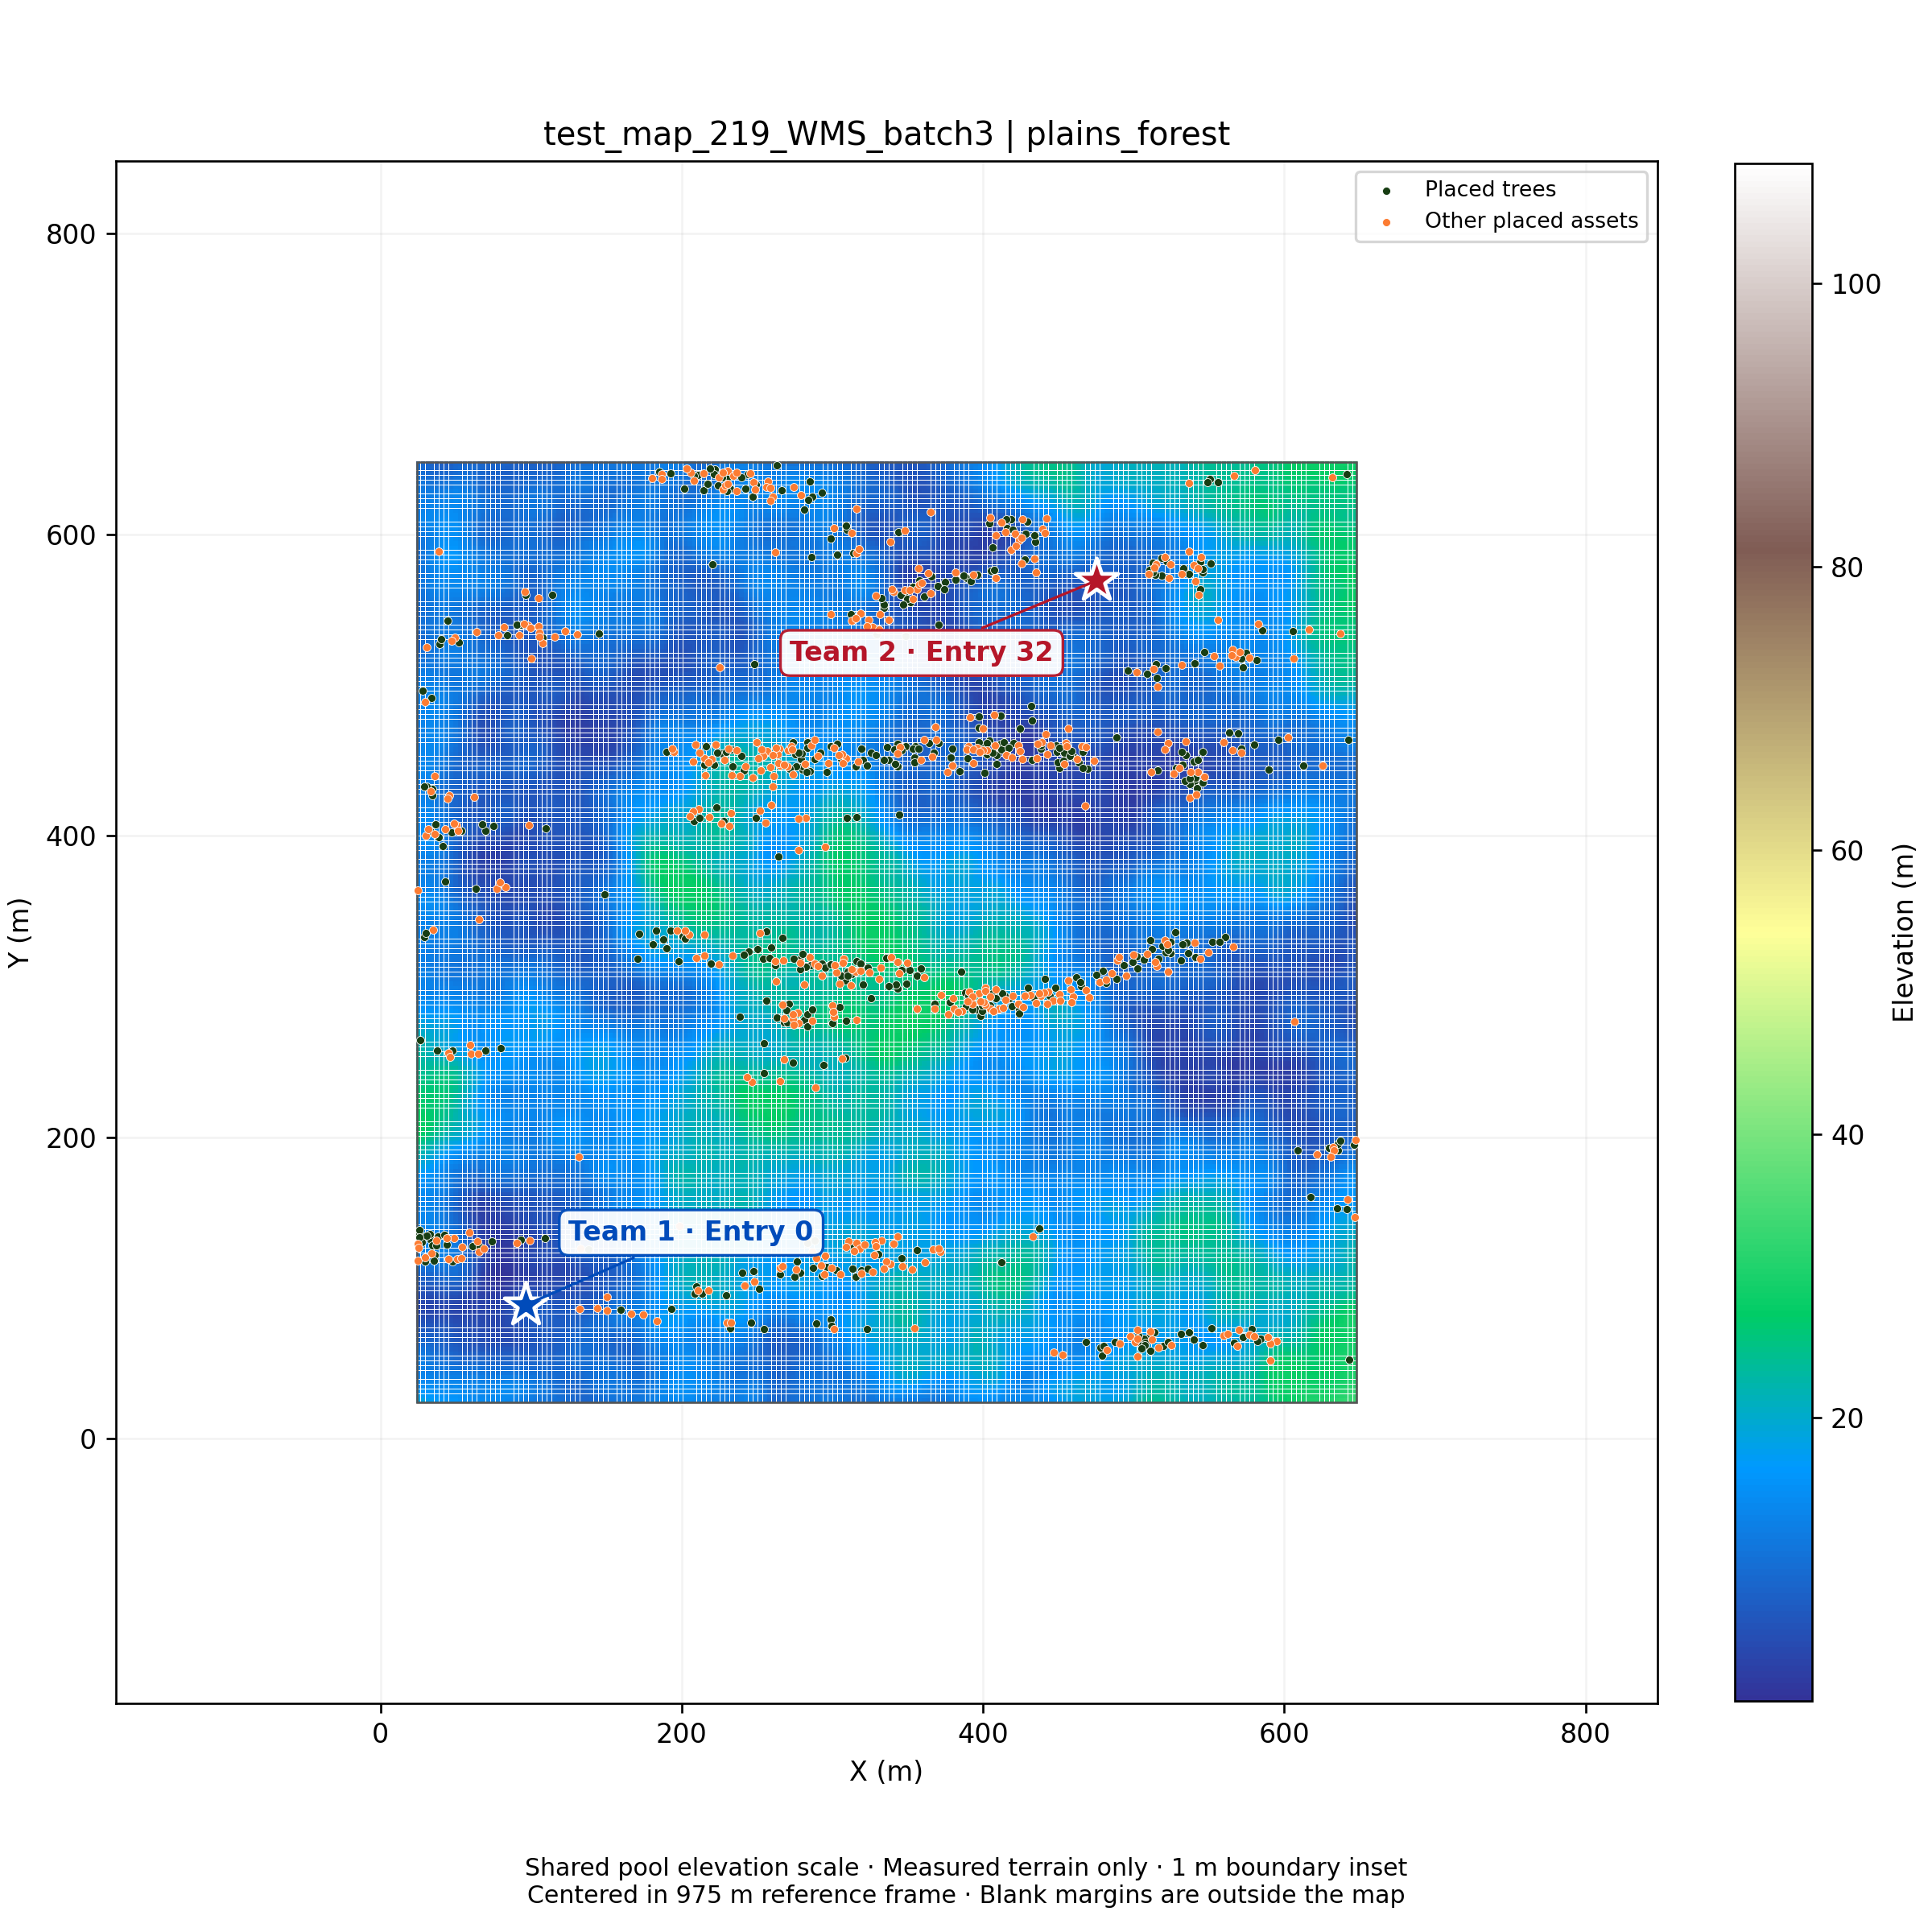 test_map_219_WMS_batch3 | plains_forest
Placed trees
Other placed assets
Team 2 · Entry 32
Team 1 · Entry 0
800
600
400
200
0
Y (m)
0
200
400
600
800
X (m)
100
80
60
40
20
Elevation (m)
Shared pool elevation scale · Measured terrain only · 1 m boundary inset
Centered in 975 m reference frame · Blank margins are outside the map